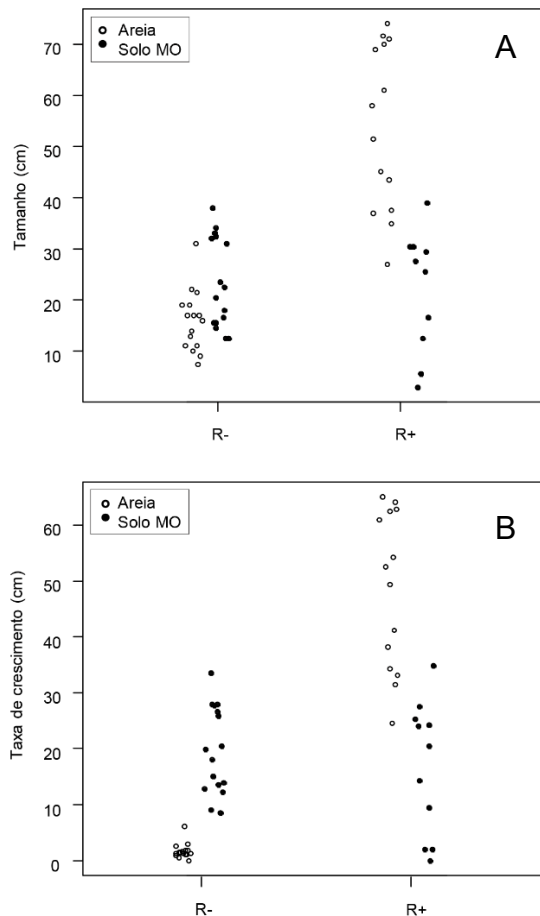 Areia
Solo MO
A
Tamanho (cm)
70
60
50
40
30
20
10
R-
R+
Areia
Solo MO
B
Taxa de crescimento (cm)
60
50
40
30
20
10
0
R-
R+